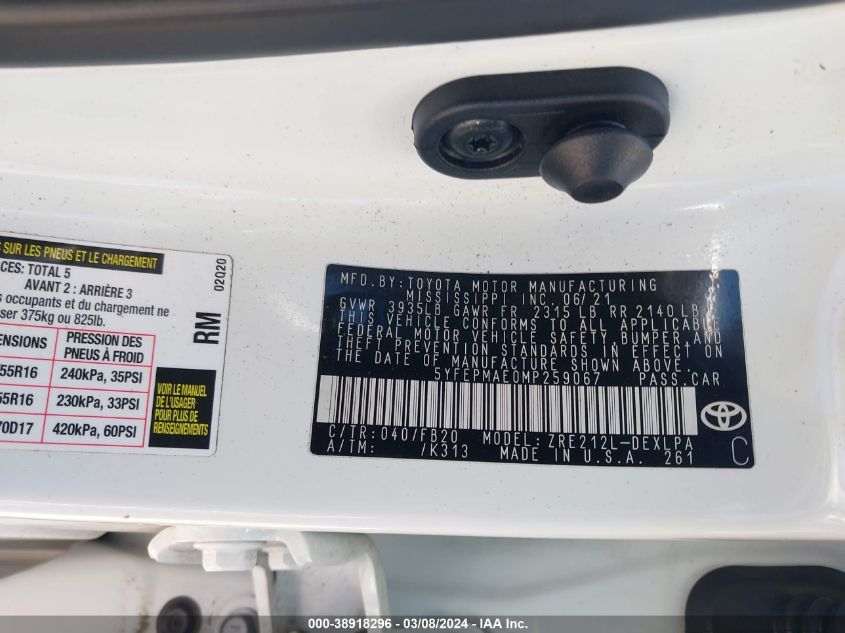 SUR LES PNEUS ET LE CHARGEMENT
CES: TOTAL 5
AVANT 2 : ARRIÈRE 3
occupants et du chargement ne
ser 375kg ou 825lb.
ENSIONS
PRESSION DES
PNEUS À FROID
55R16
240kPa, 35PSI
55R16
230kPa, 33PSI
70D17
420kPa, 60PSI
VOIR LE MANUEL
DE L'USAGER
POUR PLUS DE
RENSEIGNEMENTS
RM
02020
MFD.BY:TOYOTA MOTOR MANUFACTURING
MISSISSIPPI INC. 06/21
GVWR 3935LB GAWR FR 2315 LB RR 2140 LB
THIS VEHICLE CONFORMS TO ALL APPLICABLE
FEDERAL MOTOR VEHICLE SAFETY,BUMPER,AND
THEFT PREVENTION STANDARDS IN EFFECT ON
THE DATE OF MANUFACTURE SHOWN ABOVE.
5YFEPMAE0MP259067 PASS.CAR
C/TR:040/FB20 MODEL:ZRE212L-DEXLPA
A/TM: /K313 MADE IN U.S.A. 261
C
000-38918296 - 03/08/2024 - IAA Inc.